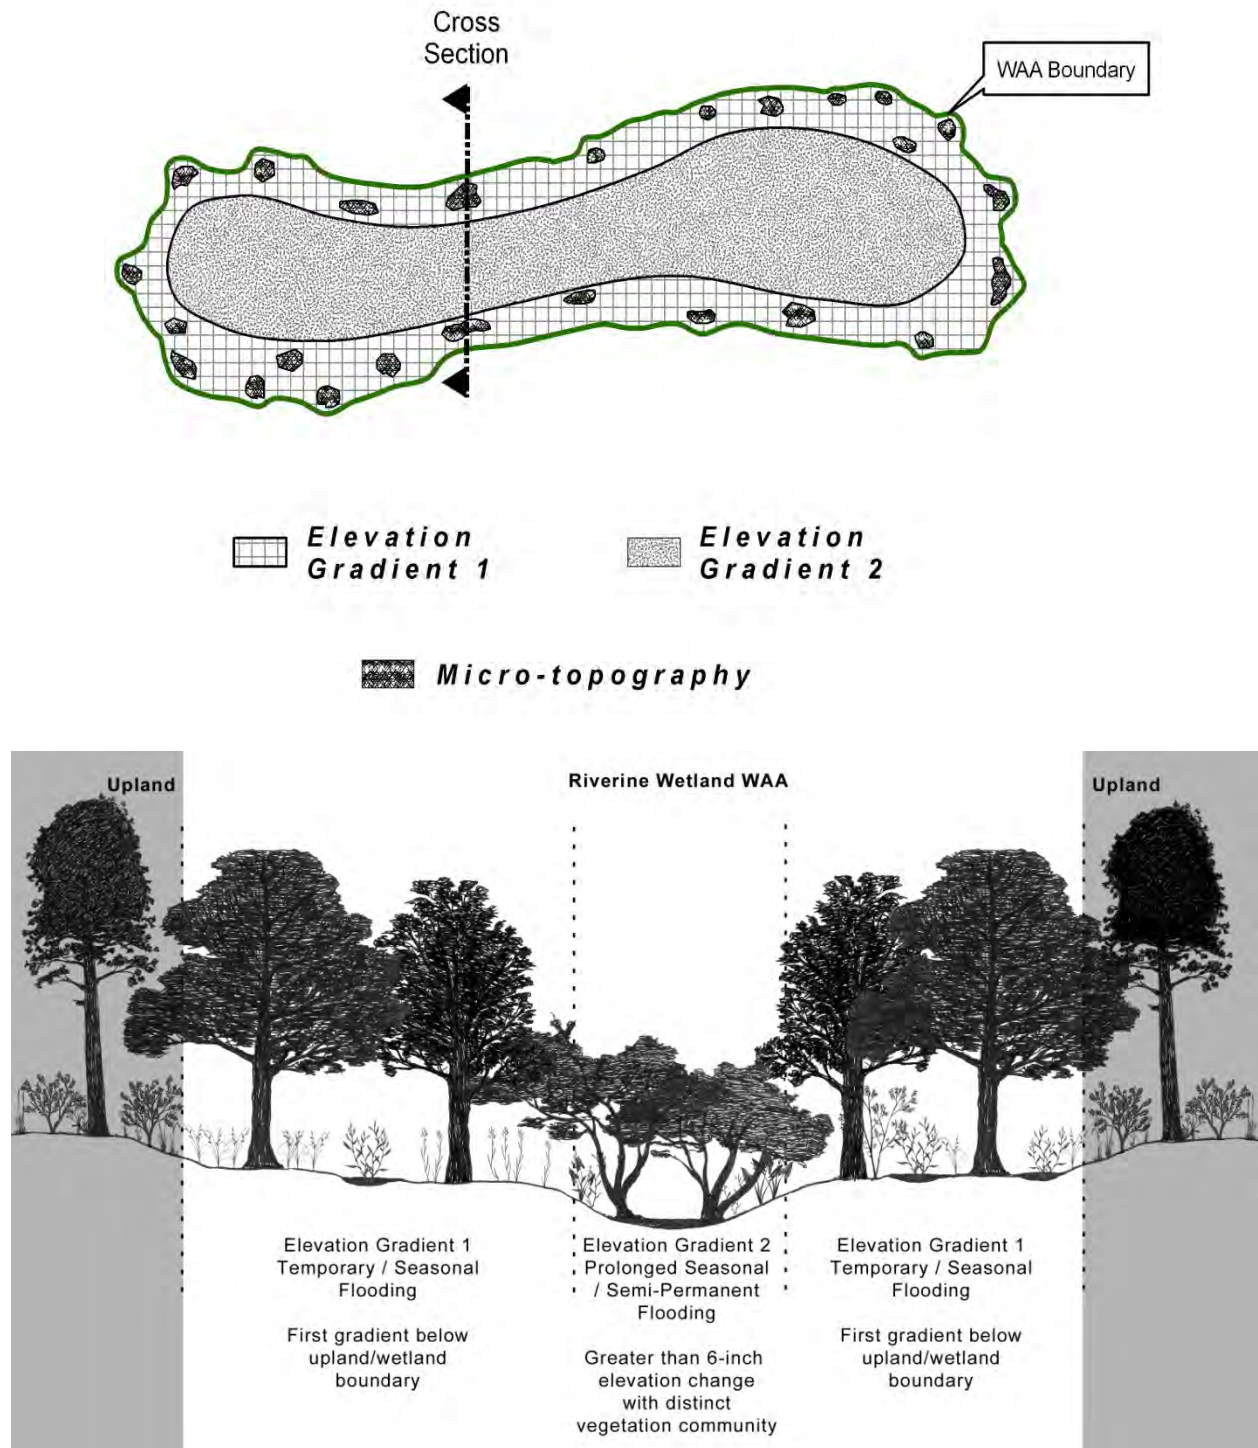 Cross
Section
WAA Boundary
Elevation
Gradient 1
Elevation
Gradient 2
Micro-topography
Upland
Riverine Wetland WAA
Upland
Elevation Gradient 1
Temporary / Seasonal
Flooding
First gradient below
upland/wetland
boundary
Elevation Gradient 2
Prolonged Seasonal
/ Semi-Permanent
Flooding
Greater than 6-inch
elevation change
with distinct
vegetation community
Elevation Gradient 1
Temporary / Seasonal
Flooding
First gradient below
upland/wetland
boundary